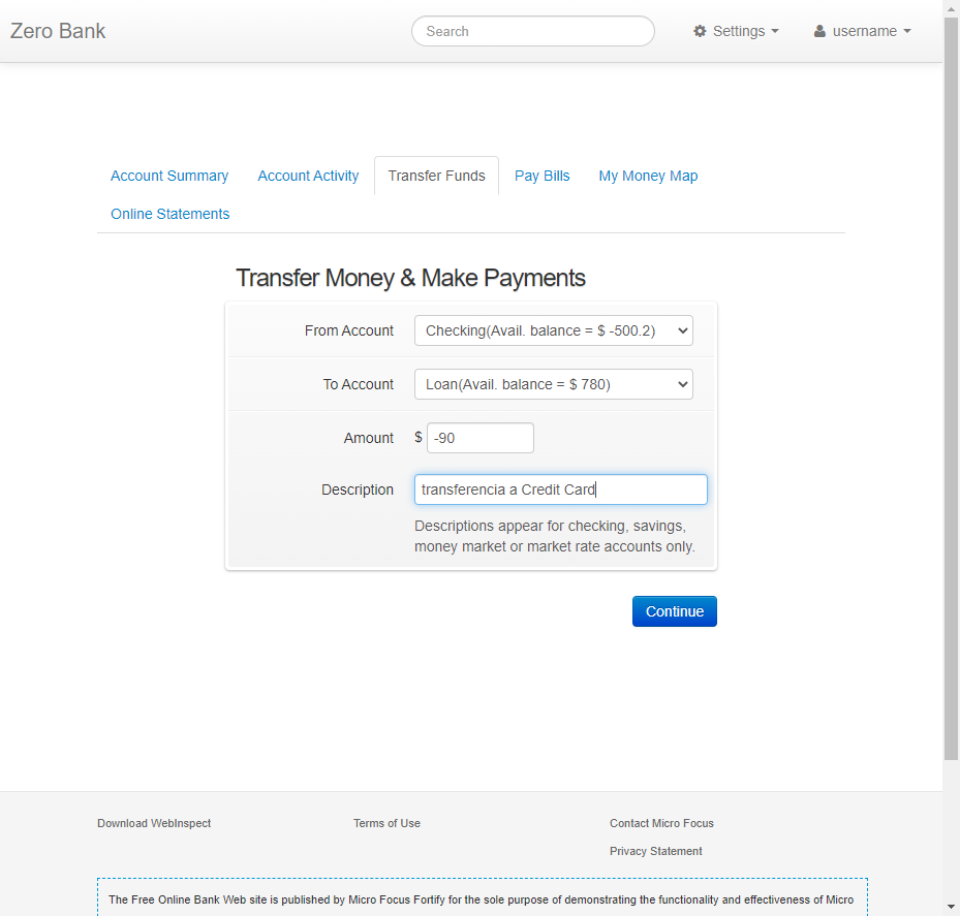 Zero Bank
Search
Settings
username
Account Summary
Account Activity
Transfer Funds
Pay Bills
My Money Map
Online Statements
Transfer Money & Make Payments
From Account
Checking(Avail. balance = $ -500.2)
To Account
Loan(Avail. balance = $ 780)
Amount
$ -90
Description
transferencia a Credit Card
Descriptions appear for checking, savings,
money market or market rate accounts only.
Continue
Download WebInspect
Terms of Use
Contact Micro Focus
Privacy Statement
The Free Online Bank Web site is published by Micro Focus Fortify for the sole purpose of demonstrating the functionality and effectiveness of Micro